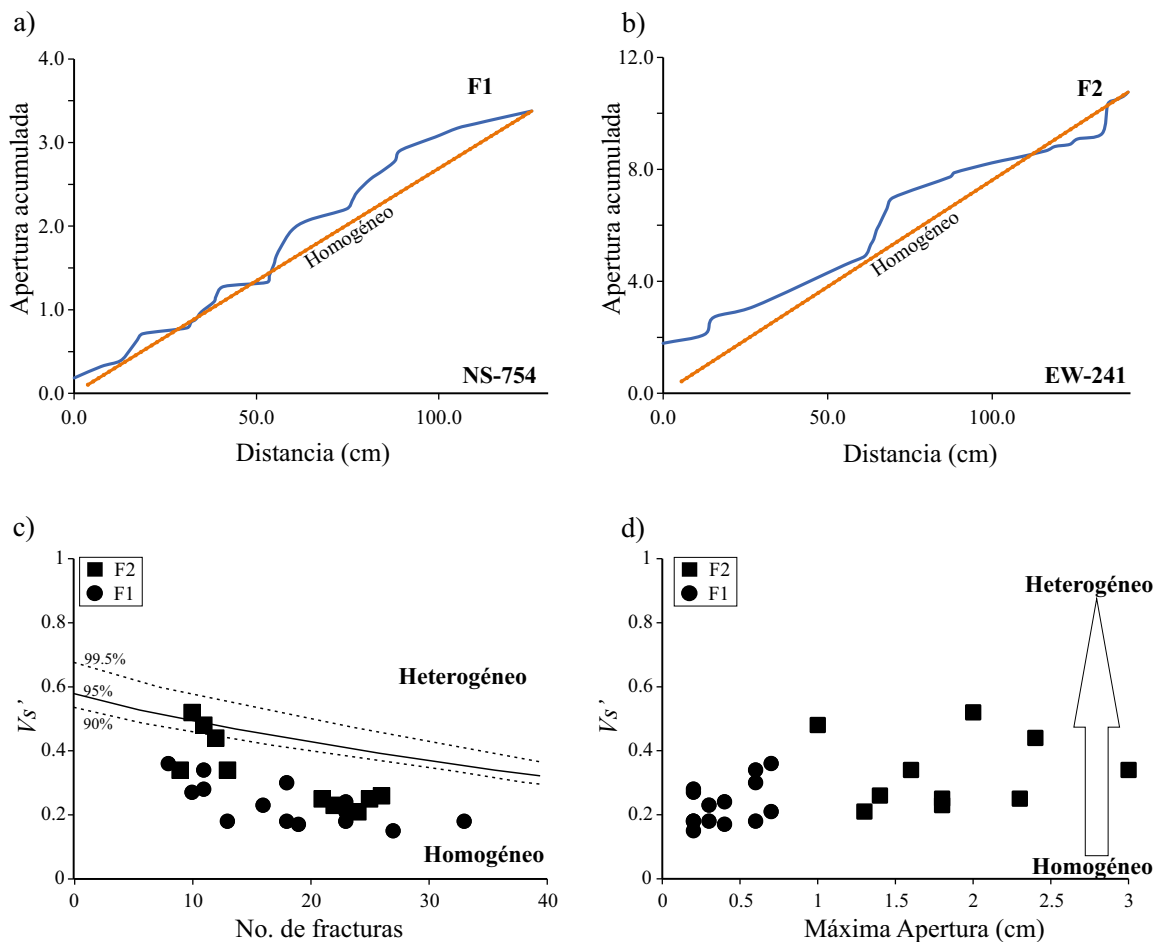 a)
4.0
3.0
2.0
1.0
0.0
0.0
50.0
100.0
Apertura acumulada
Distancia (cm)
F1
Homogéneo
NS-754
b)
12.0
8.0
4.0
0.0
0.0
50.0
100.0
Apertura acumulada
Distancia (cm)
F2
Homogéneo
EW-241
c)
1
0.8
0.6
0.4
0.2
0
0
10
20
30
40
Vs’
No. de fracturas
F2
F1
99.5%
95%
90%
Heterogéneo
Homogéneo
d)
1
0.8
0.6
0.4
0.2
0
0
0.5
1
1.5
2
2.5
3
Vs’
Máxima Apertura (cm)
F2
F1
Heterogéneo
Homogéneo